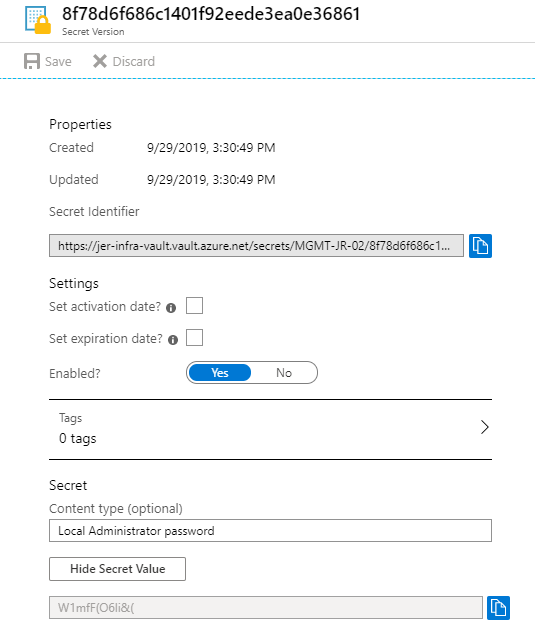 8f78d6f686c1401f92eede3ea0e36861
Secret Version
Save Discard
Properties
Created 9/29/2019, 3:30:49 PM
Updated 9/29/2019, 3:30:49 PM
Secret Identifier
https://jer-infra-vault.vault.azure.net/secrets/MGMT-JR-02/8f78d6f686c1...
Settings
Set activation date?
Set expiration date?
Enabled? Yes No
Tags
0 tags
Secret
Content type (optional)
Local Administrator password
Hide Secret Value
W1mfF(O6li&(